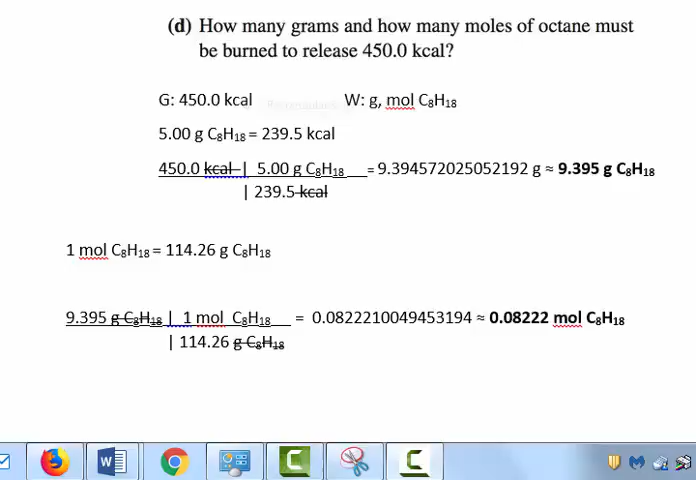 (d) How many grams and how many moles of octane must
be burned to release 450.0 kcal?
G: 450.0 kcal W: g, mol C₈H₁₈
5.00 g C₈H₁₈ = 239.5 kcal
450.0 kcal | 5.00 g C₈H₁₈ = 9.394572025052192 g ≈ 9.395 g C₈H₁₈
| 239.5 kcal
1 mol C₈H₁₈ = 114.26 g C₈H₁₈
9.395 g C₈H₁₈ | 1 mol C₈H₁₈ = 0.0822210049453194 ≈ 0.08222 mol C₈H₁₈
| 114.26 g C₈H₁₈